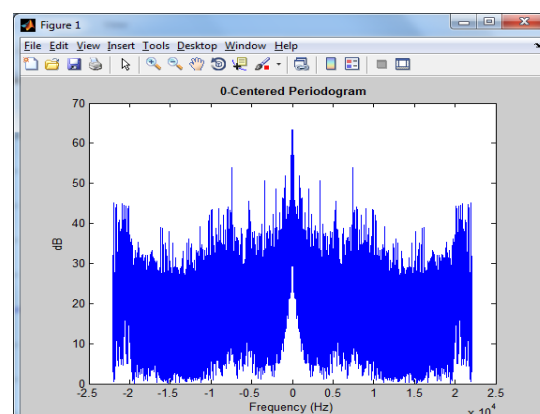 Figure 1
File Edit View Insert Tools Desktop Window Help
0-Centered Periodogram
70
60
50
40
30
20
10
0
dB
-2.5 -2 -1.5 -1 -0.5 0 0.5 1 1.5 2 2.5
Frequency (Hz)
× 10⁴